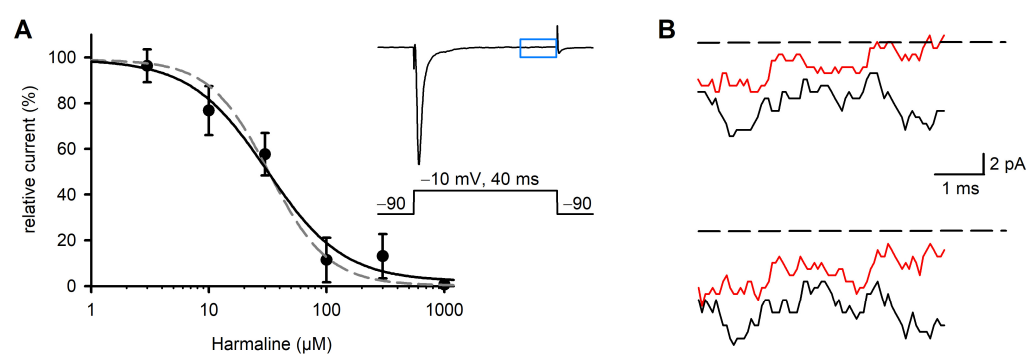 A
B
100
80
60
40
20
0
relative current (%)
1
10
100
1000
Harmaline (µM)
−10 mV, 40 ms
−90
−90
2 pA
1 ms